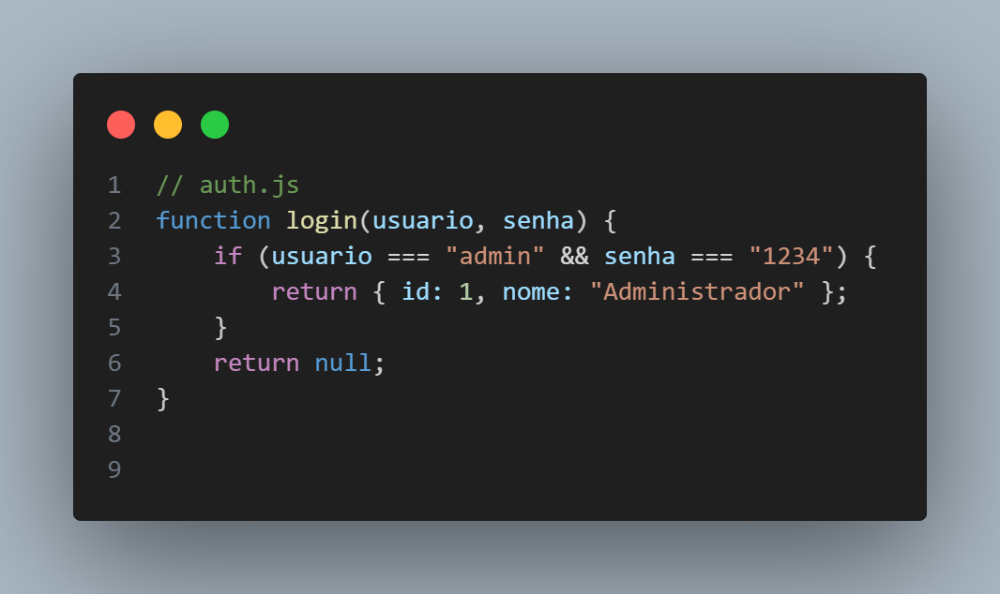 1 // auth.js
2 function login(usuario, senha) {
3     if (usuario === "admin" && senha === "1234") {
4         return { id: 1, nome: "Administrador" };
5     }
6     return null;
7 }
8
9